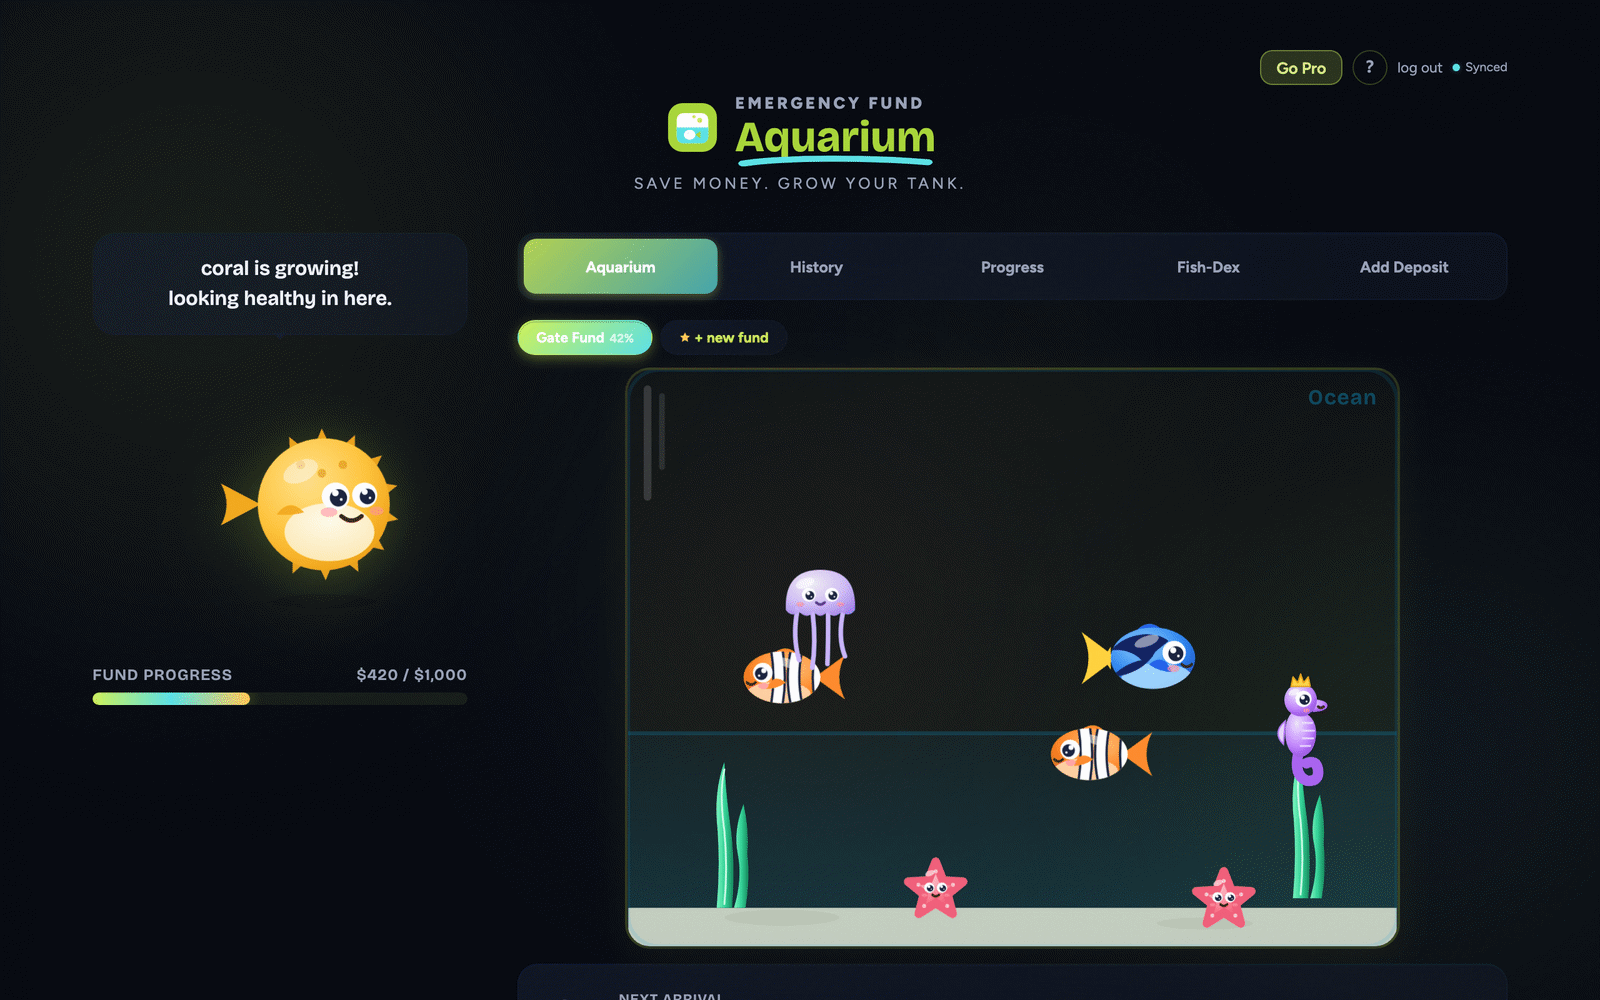 Go Pro
?
log out
Synced
EMERGENCY FUND
Aquarium
SAVE MONEY. GROW YOUR TANK.
coral is growing!
looking healthy in here.
Aquarium
History
Progress
Fish-Dex
Add Deposit
Gate Fund 42%
+ new fund
Ocean
FUND PROGRESS
$420 / $1,000
NEXT ARRIVAL